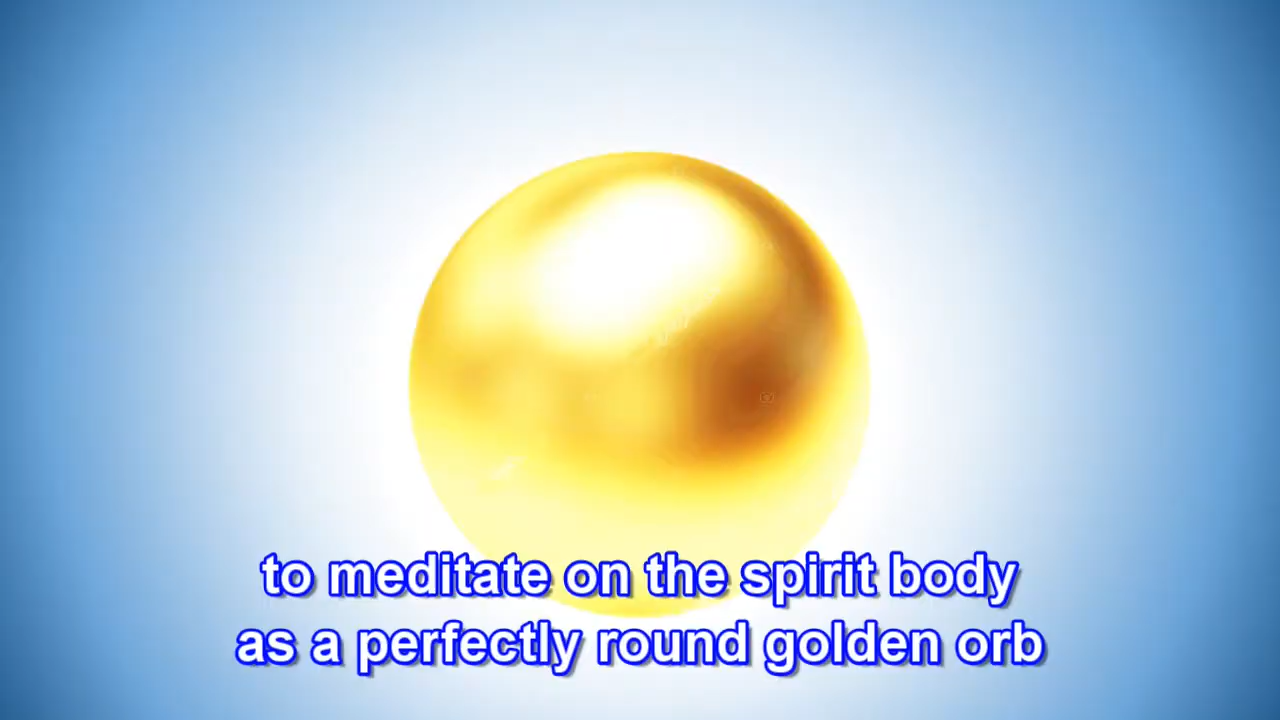 to meditate on the spirit body
as a perfectly round golden orb